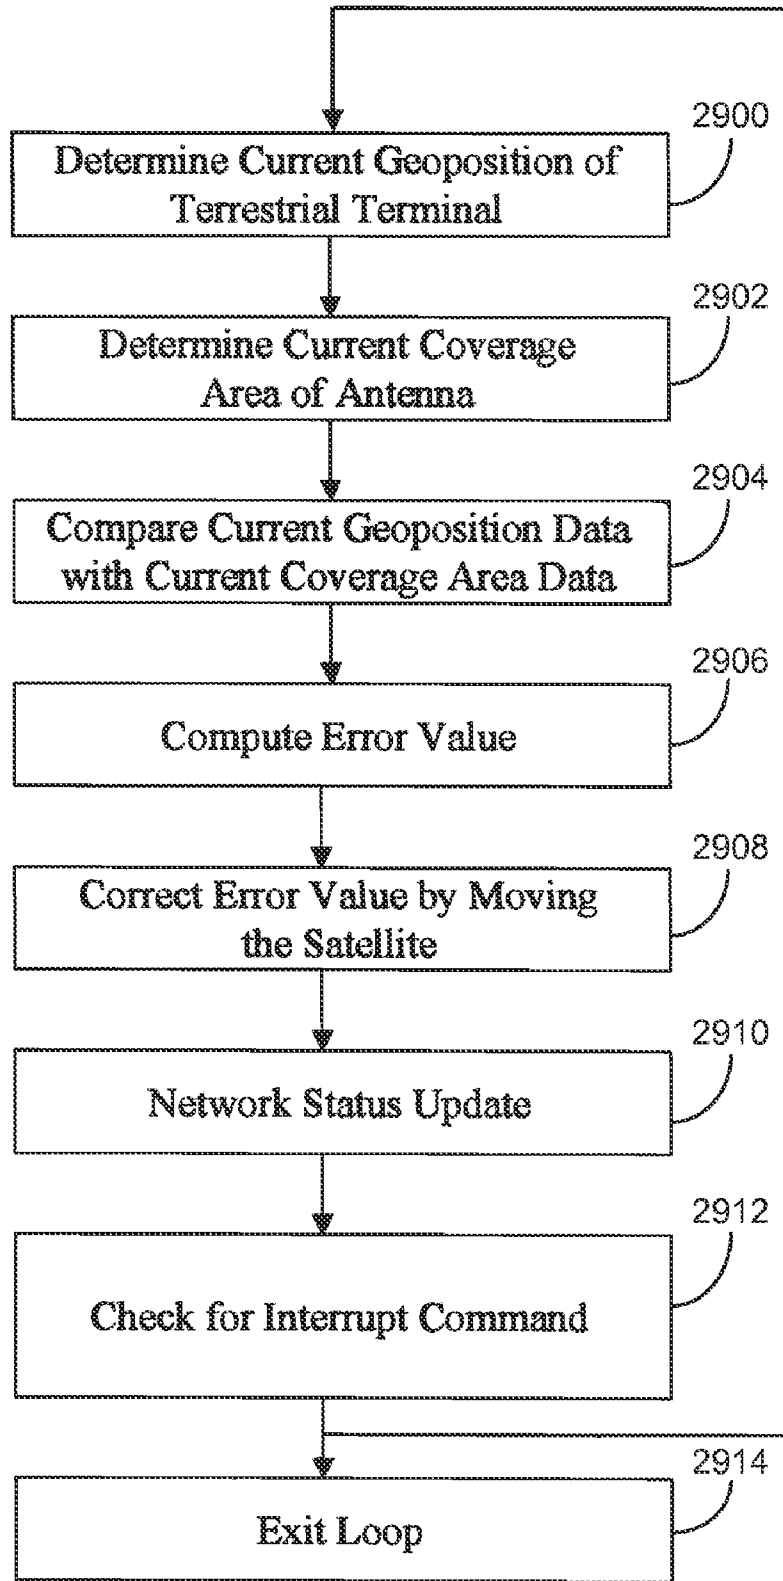 2900
Determine Current Geoposition of
Terrestrial Terminal
2902
Determine Current Coverage
Area of Antenna
2904
Compare Current Geoposition Data
with Current Coverage Area Data
2906
Compute Error Value
2908
Correct Error Value by Moving
the Satellite
2910
Network Status Update
2912
Check for Interrupt Command
2914
Exit Loop